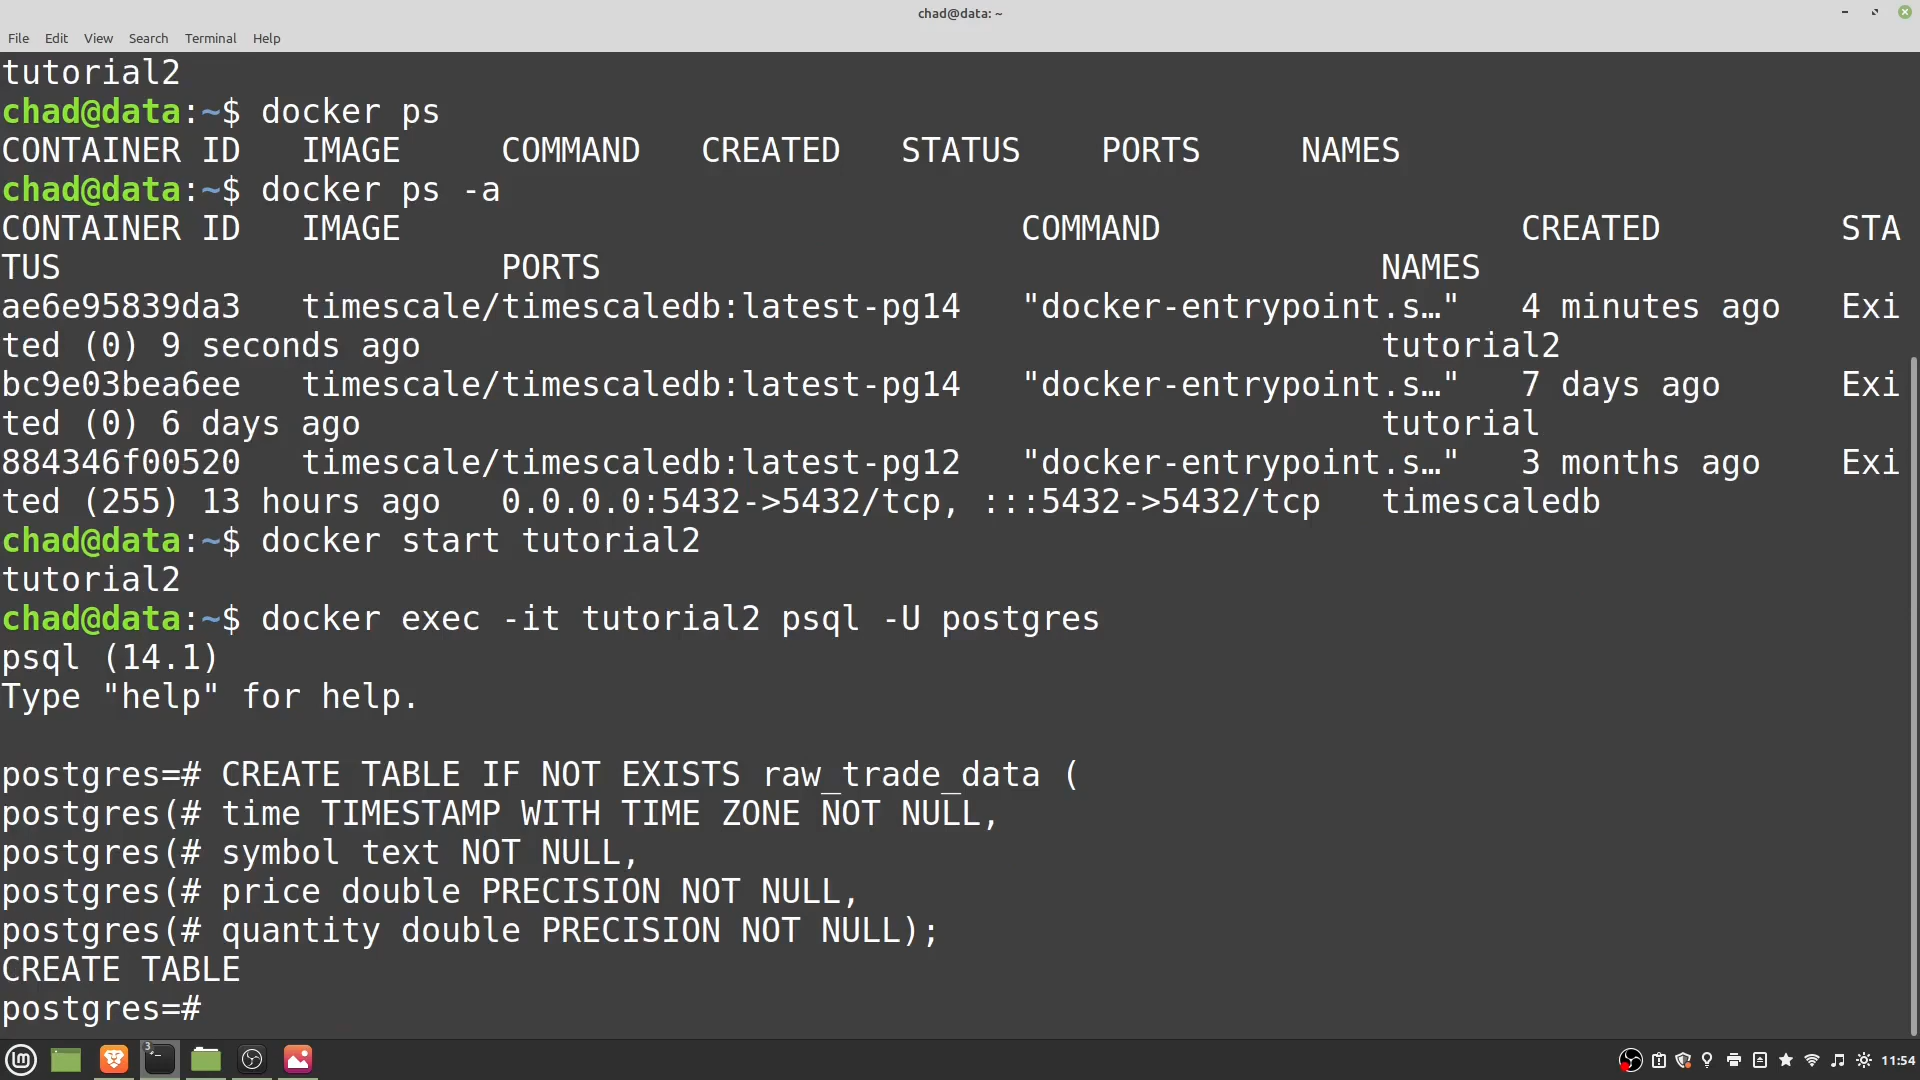 chad@data: ~
File Edit View Search Terminal Help
tutorial2
chad@data:~$ docker ps
CONTAINER ID   IMAGE     COMMAND   CREATED   STATUS    PORTS     NAMES
chad@data:~$ docker ps -a
CONTAINER ID   IMAGE                               COMMAND                  CREATED         STA
TUS                      PORTS                                       NAMES
ae6e95839da3   timescale/timescaledb:latest-pg14   "docker-entrypoint.s…"   4 minutes ago   Exi
ted (0) 9 seconds ago                                                tutorial2
bc9e03bea6ee   timescale/timescaledb:latest-pg14   "docker-entrypoint.s…"   7 days ago      Exi
ted (0) 6 days ago                                                   tutorial
884346f00520   timescale/timescaledb:latest-pg12   "docker-entrypoint.s…"   3 months ago    Exi
ted (255) 13 hours ago   0.0.0.0:5432->5432/tcp, :::5432->5432/tcp   timescaledb
chad@data:~$ docker start tutorial2
tutorial2
chad@data:~$ docker exec -it tutorial2 psql -U postgres
psql (14.1)
Type "help" for help.

postgres=# CREATE TABLE IF NOT EXISTS raw_trade_data (
postgres(# time TIMESTAMP WITH TIME ZONE NOT NULL,
postgres(# symbol text NOT NULL,
postgres(# price double PRECISION NOT NULL,
postgres(# quantity double PRECISION NOT NULL);
CREATE TABLE
postgres=#
3
11:54